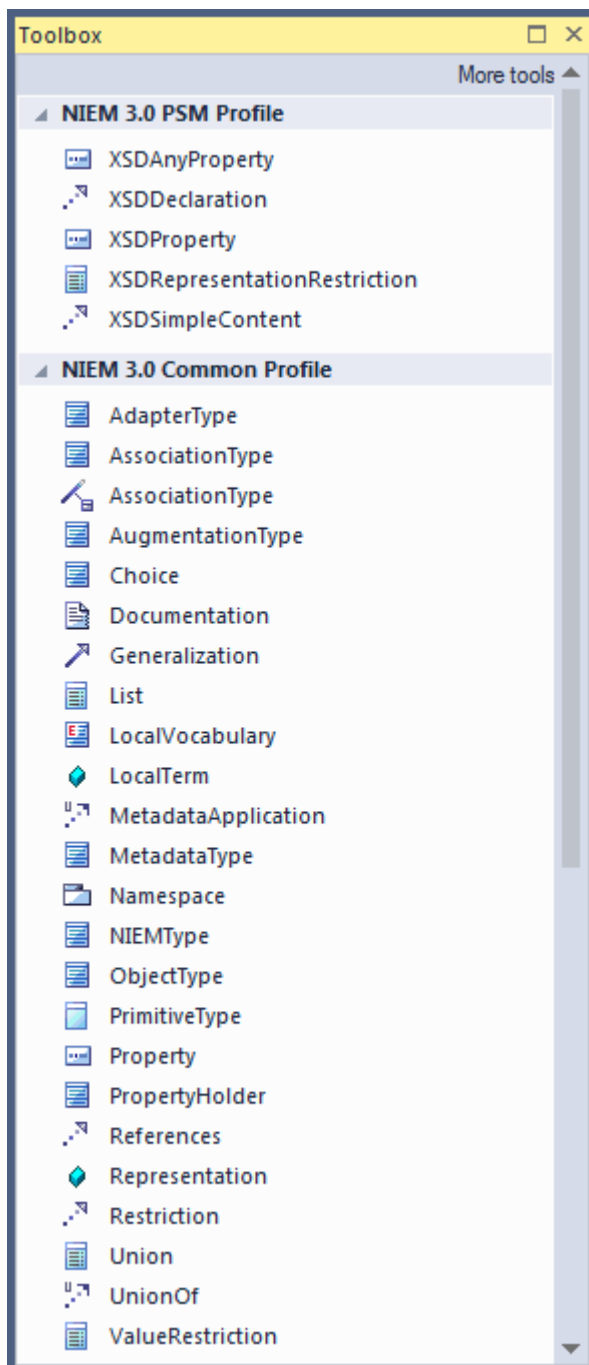 Toolbox
More tools
NIEM 3.0 PSM Profile
XSDAnyProperty
XSDDeclaration
XSDProperty
XSDRepresentationRestriction
XSDSimpleContent
NIEM 3.0 Common Profile
AdapterType
AssociationType
AssociationType
AugmentationType
Choice
Documentation
Generalization
List
LocalVocabulary
LocalTerm
MetadataApplication
MetadataType
Namespace
NIEMType
ObjectType
PrimitiveType
Property
PropertyHolder
References
Representation
Restriction
Union
UnionOf
ValueRestriction